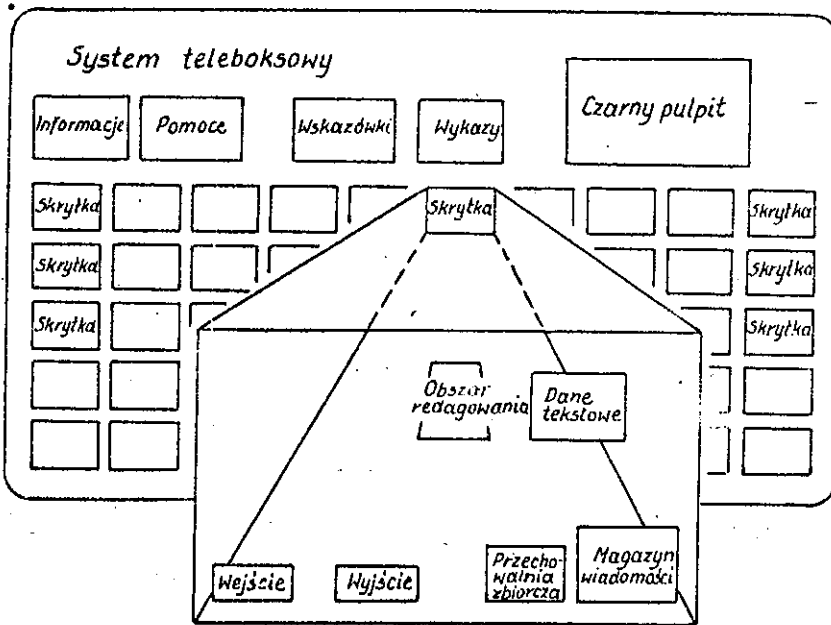 System teleboksowy
Informacje
Pomoce
Wskazówki
Wykazy
Czarny pulpit
Skrytka
Skrytka
Skrytka
Skrytka
Skrytka
Skrytka
Skrytka
Obszar
redagowania
Dane
tekstowe
Wejście
Wyjście
Przecho-
walnia
zbiorcza
Magazyn
wiadomości